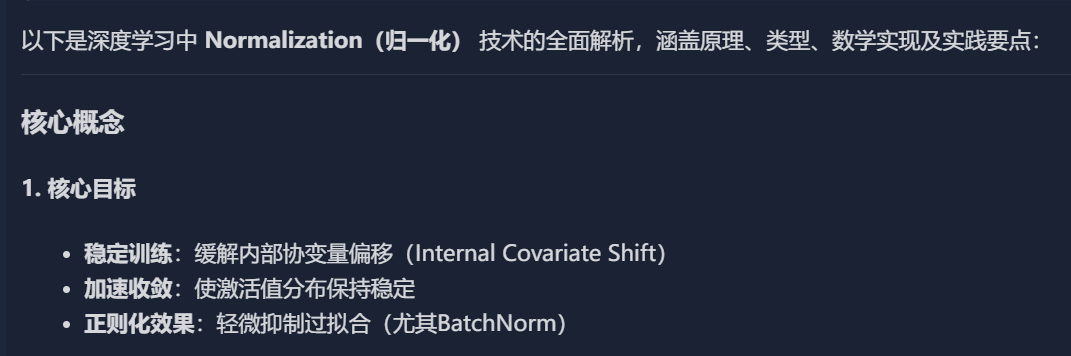 以下是深度学习中 Normalization（归一化） 技术的全面解析，涵盖原理、类型、数学实现及实践要点：
核心概念
1. 核心目标
• 稳定训练：缓解内部协变量偏移（Internal Covariate Shift）
• 加速收敛：使激活值分布保持稳定
• 正则化效果：轻微抑制过拟合（尤其BatchNorm）